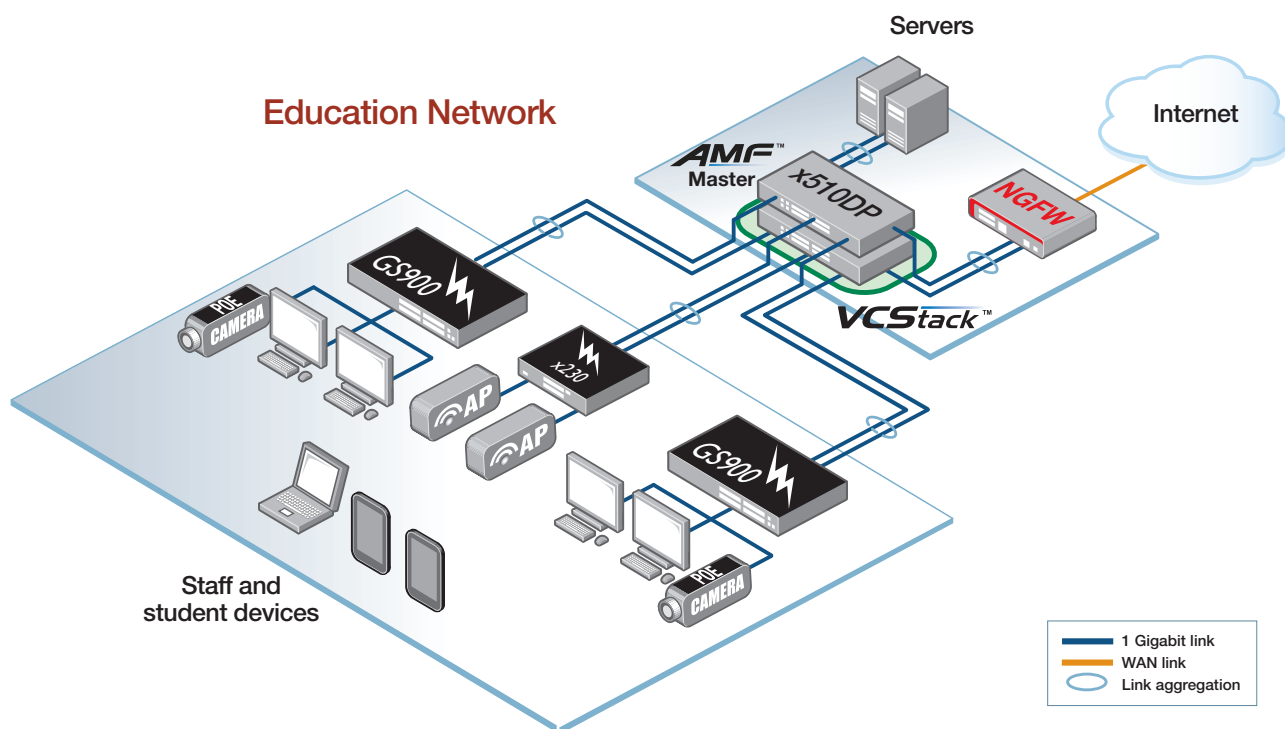 Servers
Education Network
Internet
AMF™
Master
x510DP
NGFW
VCStack™
GS900
POE
CAMERA
x230
AP
AP
GS900
POE
CAMERA
Staff and
student devices
1 Gigabit link
WAN link
Link aggregation